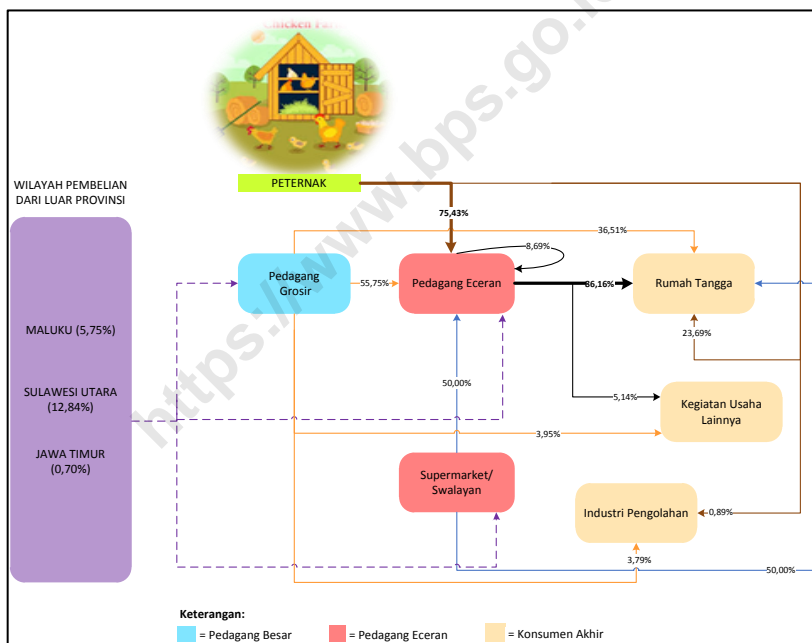 https://www.bps.go.i
PETERNAK
WILAYAH PEMBELIAN
DARI LUAR PROVINSI
75,43%
36,51%
8,69%
Pedagang
Grosir
55,75%
Pedagang Eceran
86,16%
Rumah Tangga
MALUKU (5,75%)
23,69%
SULAWESI UTARA
(12,84%)
50,00%
5,14%
Kegiatan Usaha
Lainnya
3,95%
JAWA TIMUR
(0,70%)
Supermarket/
Swalayan
Industri Pengolahan
0,89%
3,79%
50,00%
Keterangan:
= Pedagang Besar
= Pedagang Eceran
= Konsumen Akhir